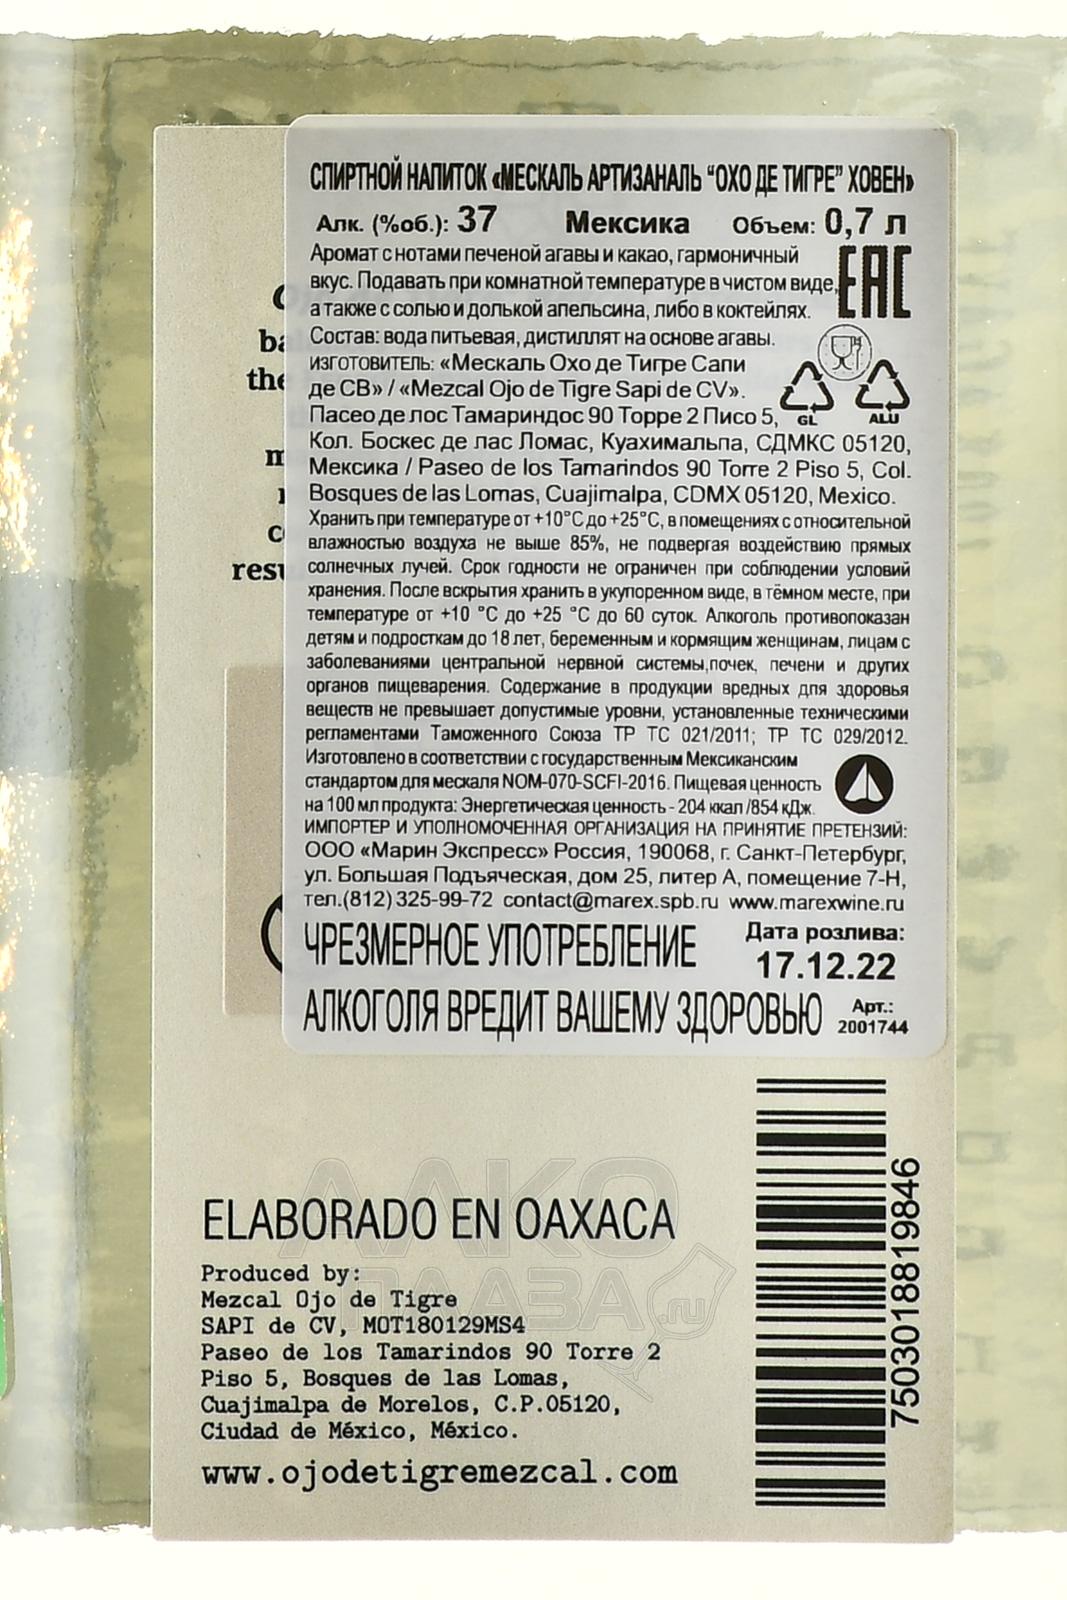 СПИРТНОЙ НАПИТОК «МЕСКАЛЬ АРТИЗАНАЛЬ "ОХО ДЕ ТИГРЕ" ХОВЕН»
Алк. (%об.): 37 Мексика Объем: 0,7 л
Аромат с нотами печеной агавы и какао, гармоничный
вкус. Подавать при комнатной температуре в чистом виде,
а также с солью и долькой апельсина, либо в коктейлях.
EAC
Состав: вода питьевая, дистиллят на основе агавы.
ИЗГОТОВИТЕЛЬ: «Мескаль Охо де Тигре Сапи
де СВ» / «Mezcal Ojo de Tigre Sapi de CV».
Пасео де лос Тамариндос 90 Торре 2 Писо 5,
GL ALU
Кол. Боскес де лас Ломас, Куахимальпа, СДМКС 05120,
Мексика / Paseo de los Tamarindos 90 Torre 2 Piso 5, Col.
Bosques de las Lomas, Cuajimalpa, CDMX 05120, Mexico.
Хранить при температуре от +10°С до +25°С, в помещениях с относительной
влажностью воздуха не выше 85%, не подвергая воздействию прямых
солнечных лучей. Срок годности не ограничен при соблюдении условий
хранения. После вскрытия хранить в укупоренном виде, в тёмном месте, при
температуре от +10 °С до +25 °С до 60 суток. Алкоголь противопоказан
детям и подросткам до 18 лет, беременным и кормящим женщинам, лицам с
заболеваниями центральной нервной системы,почек, печени и других
органов пищеварения. Содержание в продукции вредных для здоровья
веществ не превышает допустимые уровни, установленные техническими
регламентами Таможенного Союза ТР ТС 021/2011; ТР ТС 029/2012.
Изготовлено в соответствии с государственным Мексиканским
стандартом для мескаля NOM-070-SCFI-2016. Пищевая ценность
на 100 мл продукта: Энергетическая ценность - 204 ккал /854 кДж.
ИМПОРТЕР И УПОЛНОМОЧЕННАЯ ОРГАНИЗАЦИЯ НА ПРИНЯТИЕ ПРЕТЕНЗИЙ:
ООО «Марин Экспресс» Россия, 190068, г. Санкт-Петербург,
ул. Большая Подъяческая, дом 25, литер А, помещение 7-Н,
тел.(812) 325-99-72 contact@marex.spb.ru www.marexwine.ru
ЧРЕЗМЕРНОЕ УПОТРЕБЛЕНИЕ
АЛКОГОЛЯ ВРЕДИТ ВАШЕМУ ЗДОРОВЬЮ
Дата розлива:
17.12.22
Арт.:
2001744
ELABORADO EN OAXACA
Produced by:
Mezcal Ojo de Tigre
SAPI de CV, MOT180129MS4
Paseo de los Tamarindos 90 Torre 2
Piso 5, Bosques de las Lomas,
Cuajimalpa de Morelos, C.P.05120,
Ciudad de México, México.
www.ojodetigremezcal.com
7503018819846
АЛКО
ПЛАЗА.ru